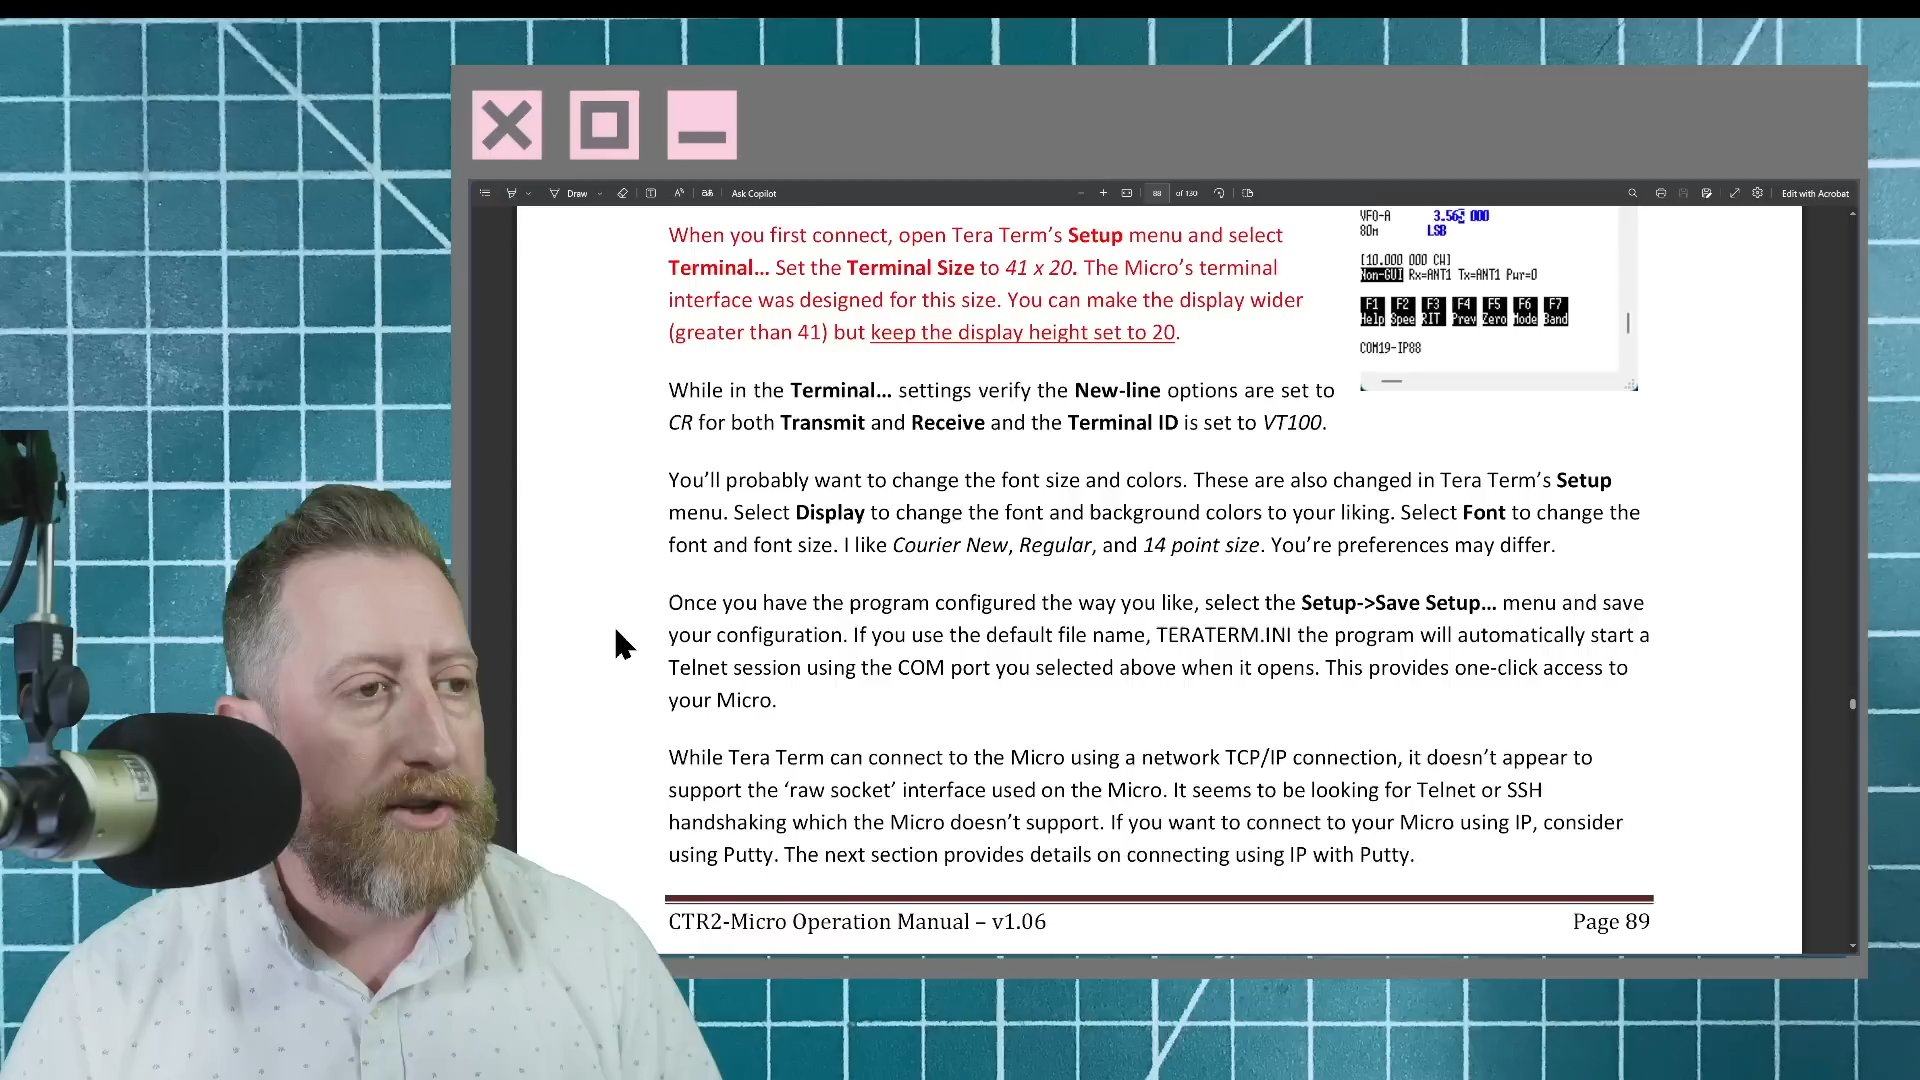 Draw
Ask Copilot
88
of 130
Edit with Acrobat
When you first connect, open Tera Term's Setup menu and select
Terminal... Set the Terminal Size to 41 x 20. The Micro's terminal
interface was designed for this size. You can make the display wider
(greater than 41) but keep the display height set to 20.
VFO-A
80m LSB
[10.000 000 CW]
Non-GUI Rx=ANT1 Tx=ANT1 Pwr=0
F1 F2 F3 F4 F5 F6 F7
Help Spee RIT Prev Zero Mode Band
COM19-IP88
While in the Terminal... settings verify the New-line options are set to
CR for both Transmit and Receive and the Terminal ID is set to VT100.
You'll probably want to change the font size and colors. These are also changed in Tera Term's Setup
menu. Select Display to change the font and background colors to your liking. Select Font to change the
font and font size. I like Courier New, Regular, and 14 point size. You're preferences may differ.
Once you have the program configured the way you like, select the Setup->Save Setup... menu and save
your configuration. If you use the default file name, TERATERM.INI the program will automatically start a
Telnet session using the COM port you selected above when it opens. This provides one-click access to
your Micro.
While Tera Term can connect to the Micro using a network TCP/IP connection, it doesn't appear to
support the 'raw socket' interface used on the Micro. It seems to be looking for Telnet or SSH
handshaking which the Micro doesn't support. If you want to connect to your Micro using IP, consider
using Putty. The next section provides details on connecting using IP with Putty.
CTR2-Micro Operation Manual – v1.06
Page 89